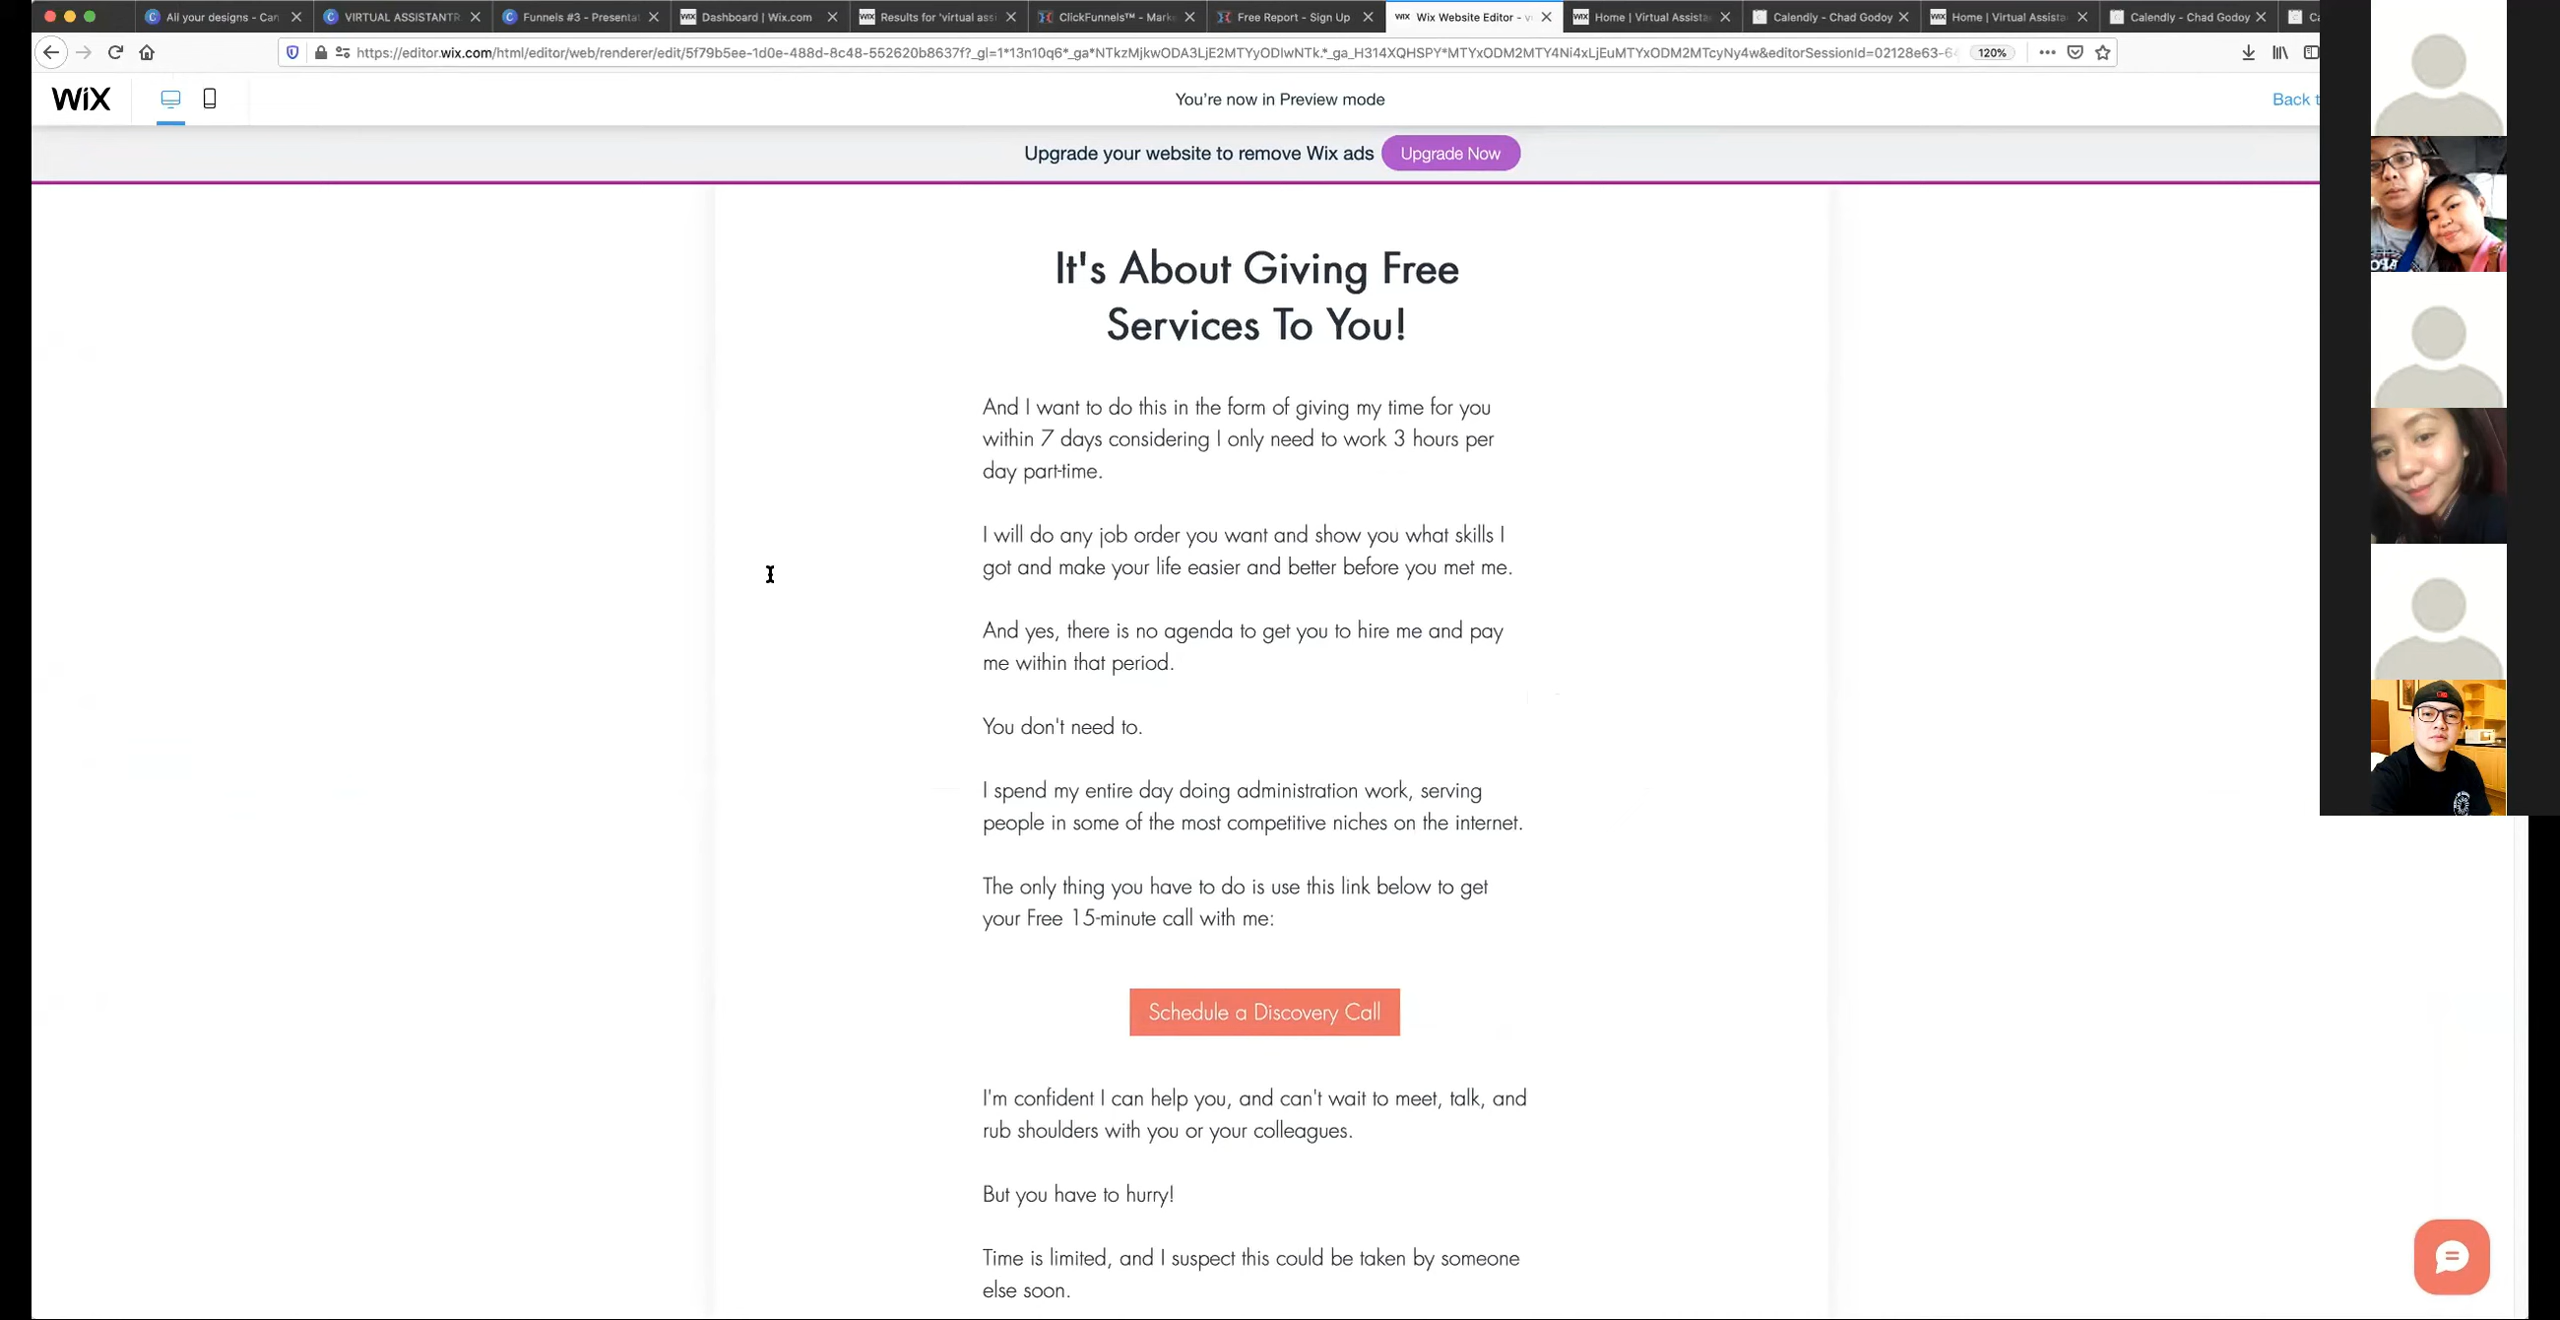 All your designs - Can
VIRTUAL ASSISTANTR
Funnels #3 - Presenta
Dashboard | Wix.com
Results for 'virtual assi
ClickFunnels™ - Mark
Free Report - Sign Up
Wix Website Editor - v
Home | Virtual Assista
Calendly - Chad Godoy
Home | Virtual Assista
Calendly - Chad Godoy
https://editor.wix.com/html/editor/web/renderer/edit/5f79b5ee-1d0e-488d-8c48-552620b8637f?_gl=1*13n10q6*_ga*NTkzMjkwODA3LjE2MTYyODIwNTk.*_ga_H314XQHSPY*MTYxODM2MTY4Ni4xLjEuMTYxODM2MTcyNy4w&editorSessionId=02128e63-6
120%
WiX
You're now in Preview mode
Back t
Upgrade your website to remove Wix ads
Upgrade Now
It's About Giving Free
Services To You!
And I want to do this in the form of giving my time for you
within 7 days considering I only need to work 3 hours per
day part-time.
I will do any job order you want and show you what skills I
got and make your life easier and better before you met me.
And yes, there is no agenda to get you to hire me and pay
me within that period.
You don't need to.
I spend my entire day doing administration work, serving
people in some of the most competitive niches on the internet.
The only thing you have to do is use this link below to get
your Free 15-minute call with me:
Schedule a Discovery Call
I'm confident I can help you, and can't wait to meet, talk, and
rub shoulders with you or your colleagues.
But you have to hurry!
Time is limited, and I suspect this could be taken by someone
else soon.